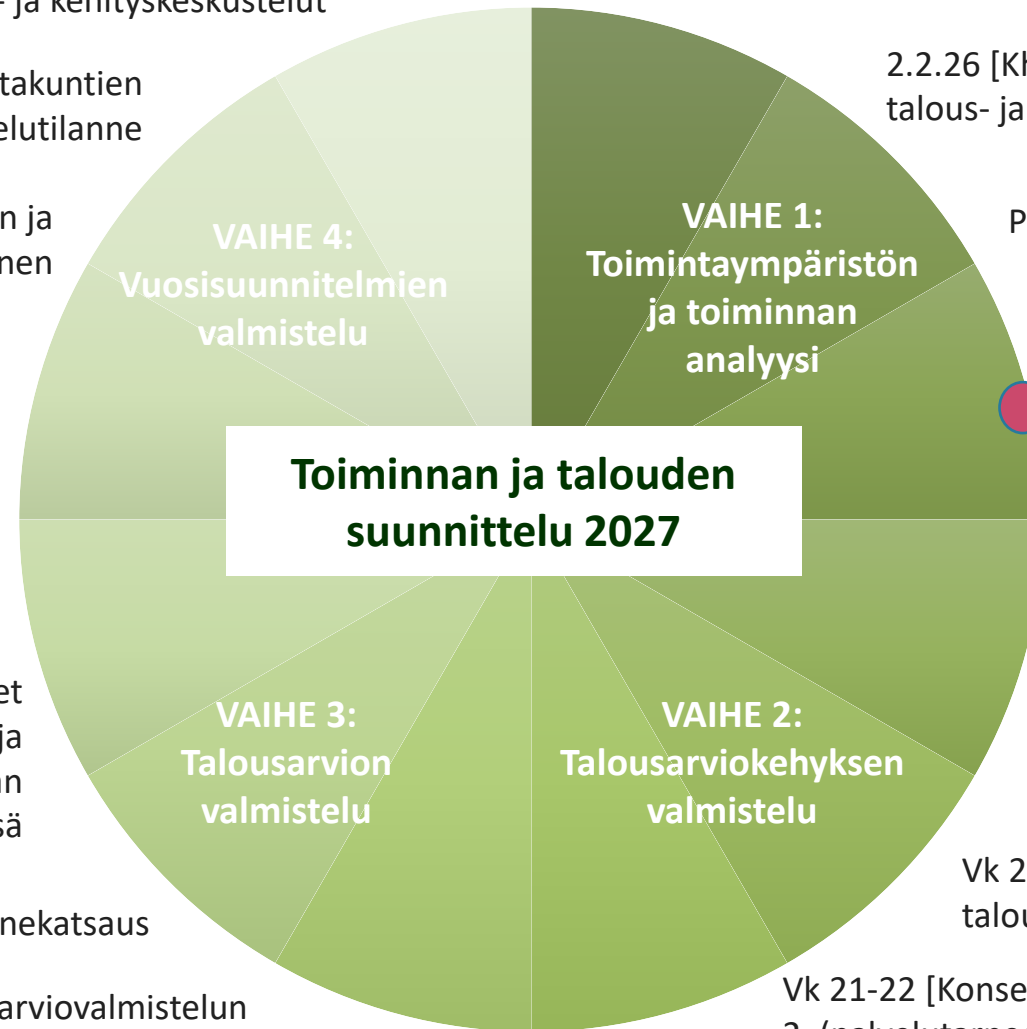 - ja kehityskeskustelut
takuntien
elutilanne
n ja
nen
2.2.26 [Kh
talous- ja
P
VAIHE 4:
Vuosisuunnitelmien
valmistelu
VAIHE 1:
Toimintaympäristön
ja toiminnan
analyysi
Toiminnan ja talouden
suunnittelu 2027
et
ja
an
sä
nekatsaus
arviovalmistelun
VAIHE 3:
Talousarvion
valmistelu
VAIHE 2:
Talousarviokehyksen
valmistelu
Vk 2
talou
Vk 21-22 [Konse